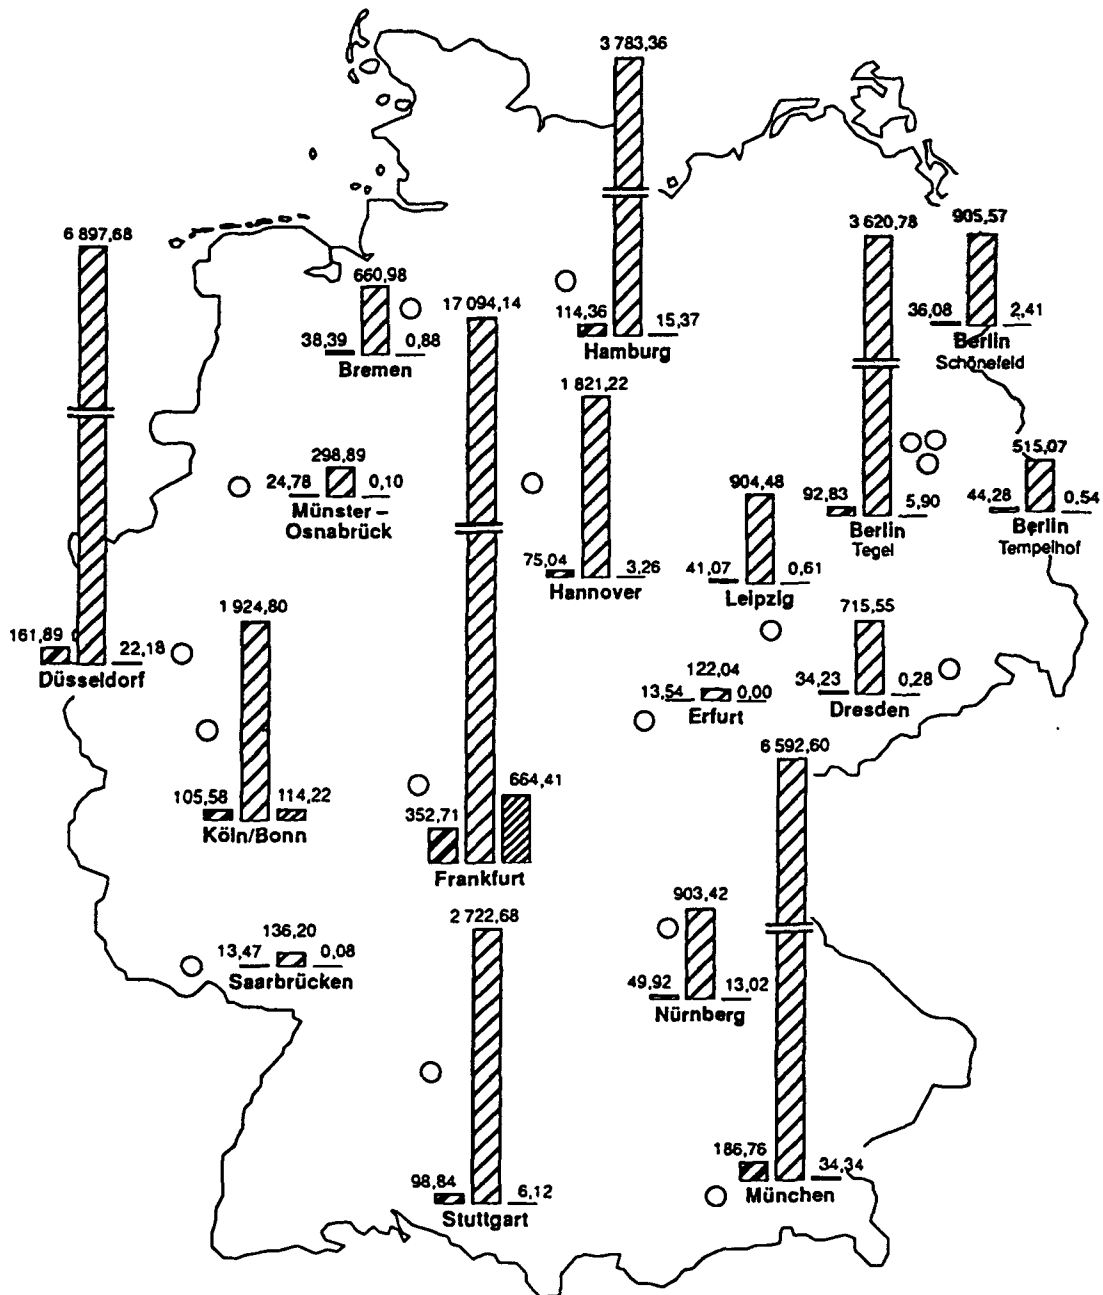 3 783,36
114,36
15,37
Hamburg
6 897,68
161,89
22,18
Düsseldorf
660,98
38,39
0,88
Bremen
17 094,14
352,71
664,41
Frankfurt
3 620,78
92,83
5,90
Berlin
Tegel
905,57
36,08
2,41
Berlin
Schönefeld
1 821,22
75,04
3,26
Hannover
298,89
24,78
0,10
Münster –
Osnabrück
904,48
41,07
0,61
Leipzig
515,07
44,28
0,54
Berlin
Tempelhof
1 924,80
105,58
114,22
Köln/Bonn
122,04
13,54
0,00
Erfurt
715,55
34,23
0,28
Dresden
6 592,60
186,76
34,34
München
136,20
13,47
0,08
Saarbrücken
2 722,68
98,84
6,12
Stuttgart
903,42
49,92
13,02
Nürnberg